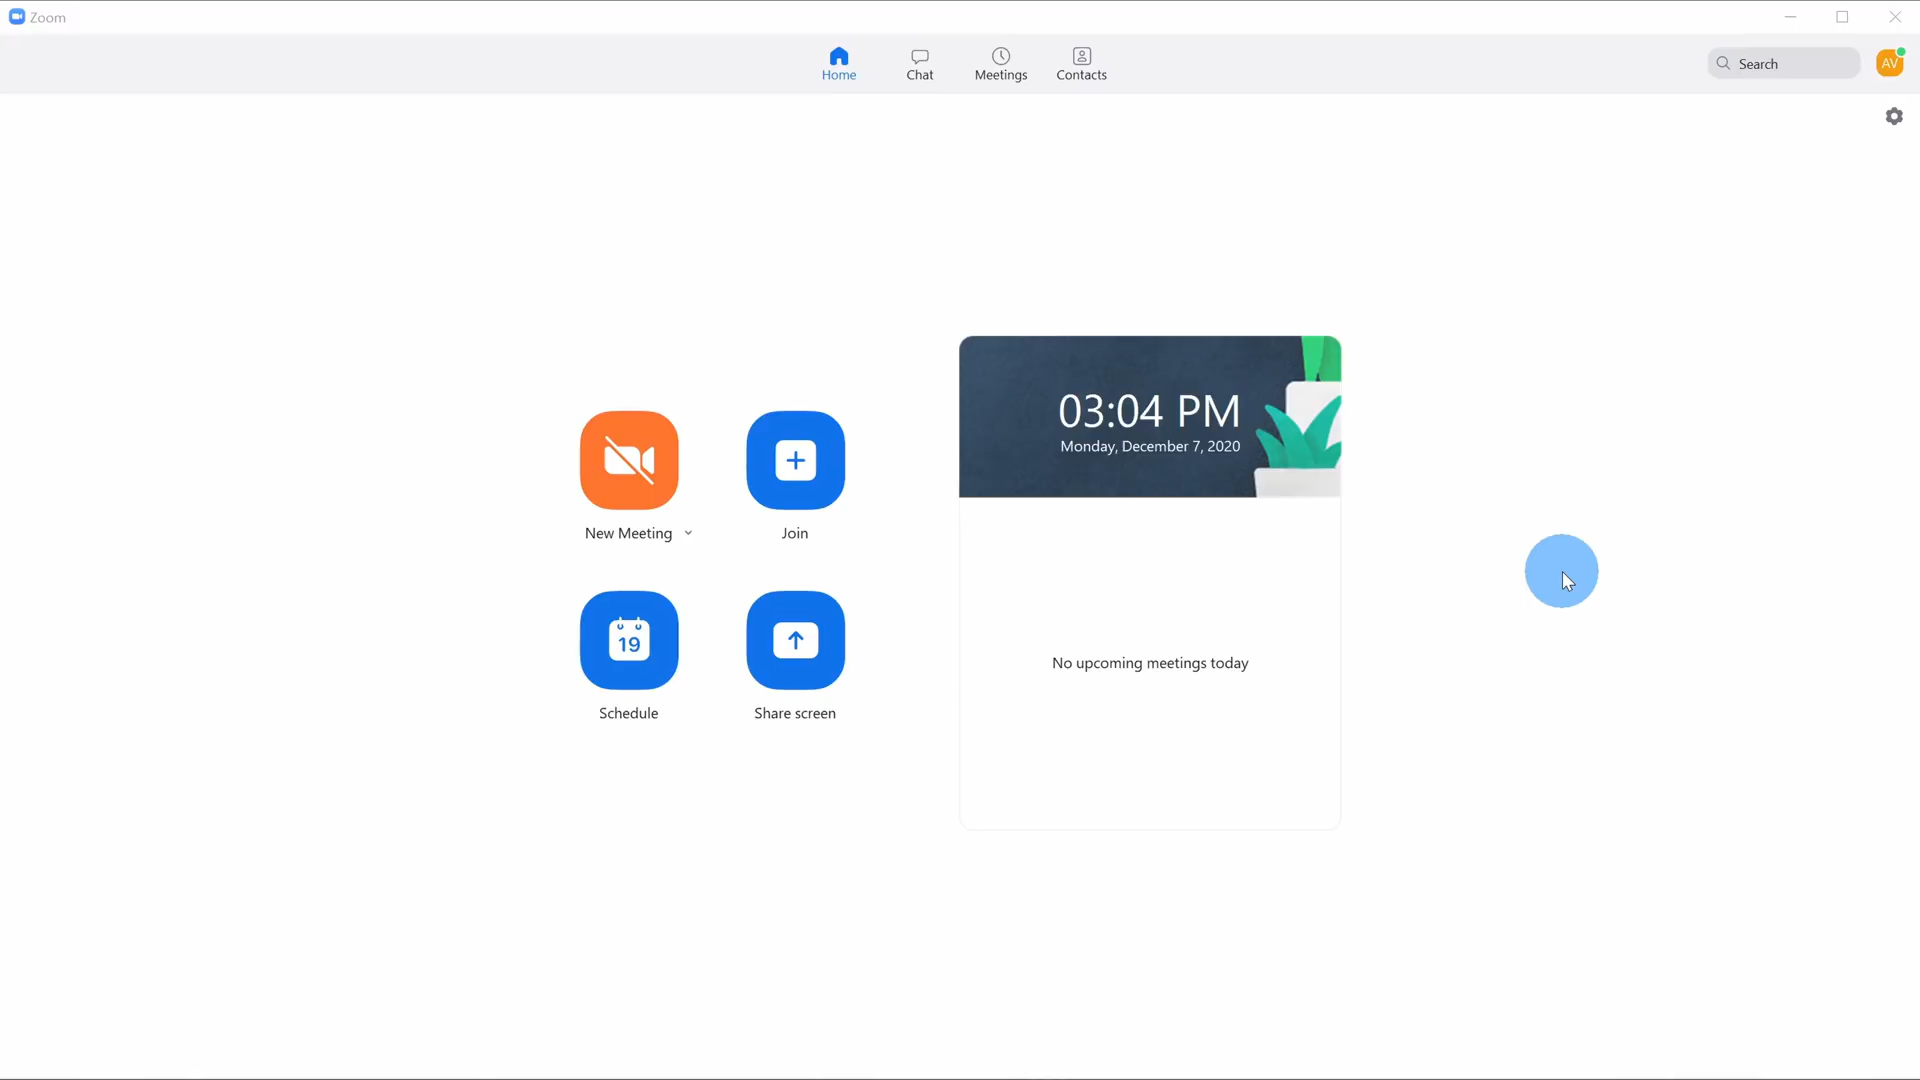 Zoom
Home
Chat
Meetings
Contacts
Search
AV
03:04 PM
Monday, December 7, 2020
New Meeting
Join
19
Schedule
Share screen
No upcoming meetings today